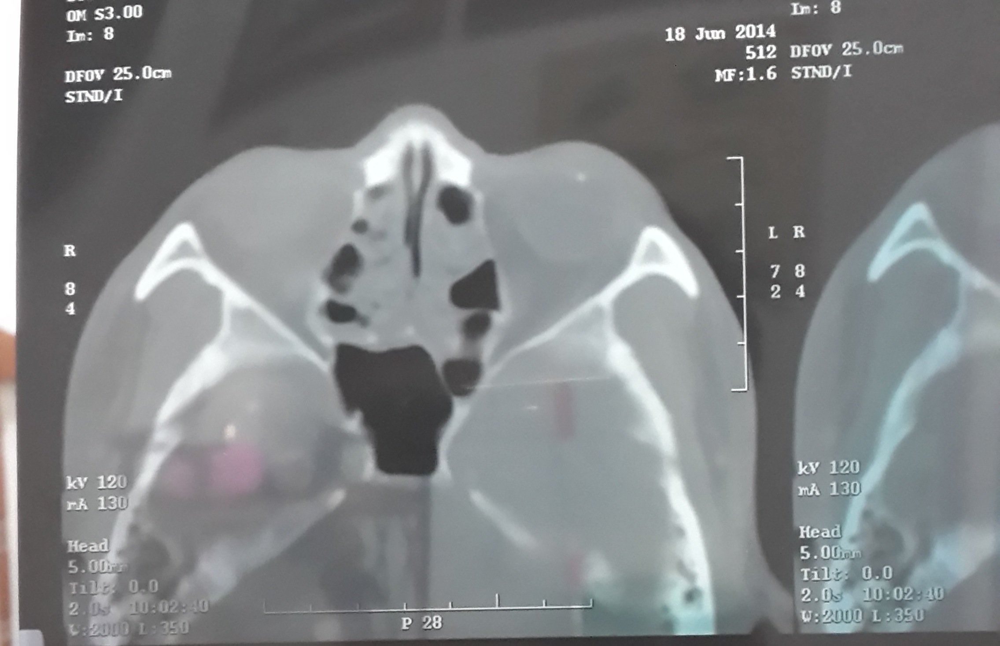 OM S3.00
Im: 8
DFOV 25.0cm
STND/I
18 Jun 2014
512
MF:1.6
R
8
4
L
7
2
kV 120
mA 130
Head
5.00mm
Tilt: 0.0
2.0s 10:02:40
W:2000 L:350
P 28
Im: 8
DFOV 25.0cm
STND/I
R
8
4
kV 120
mA 130
Head
5.00mm
Tilt: 0.0
2.0s 10:02:40
W:2000 L:350